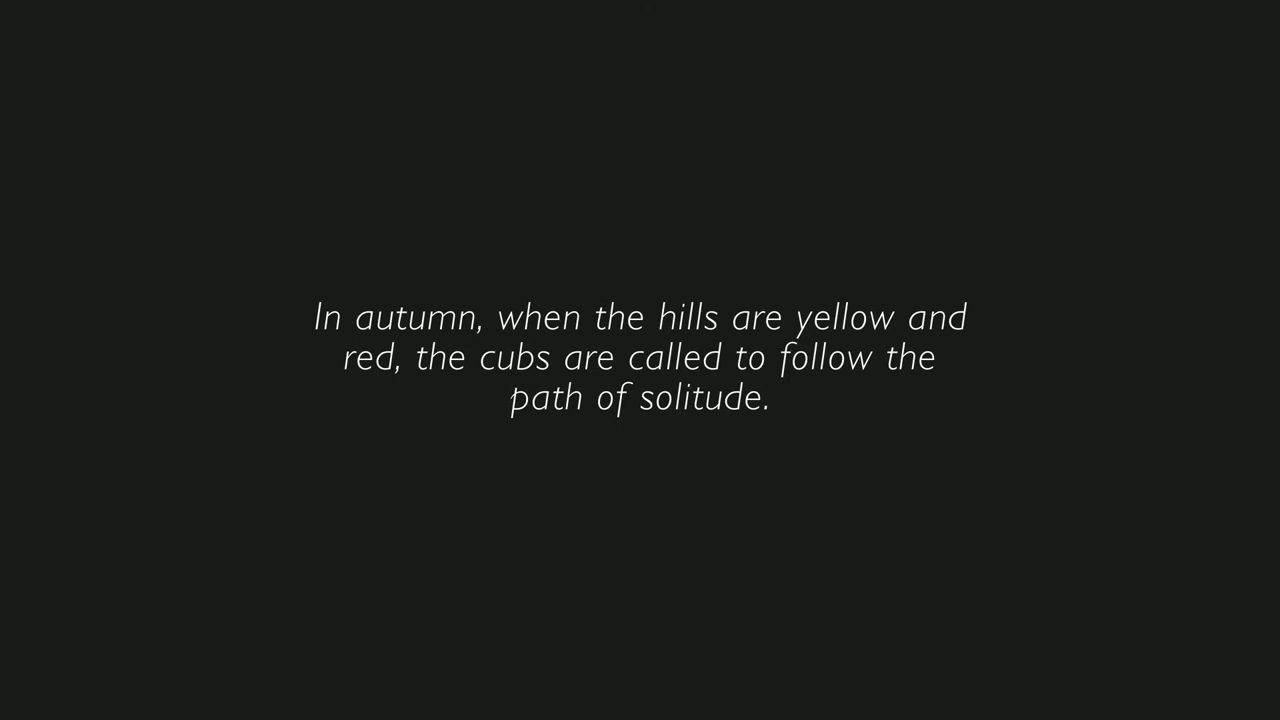 In autumn, when the hills are yellow and
red, the cubs are called to follow the
path of solitude.